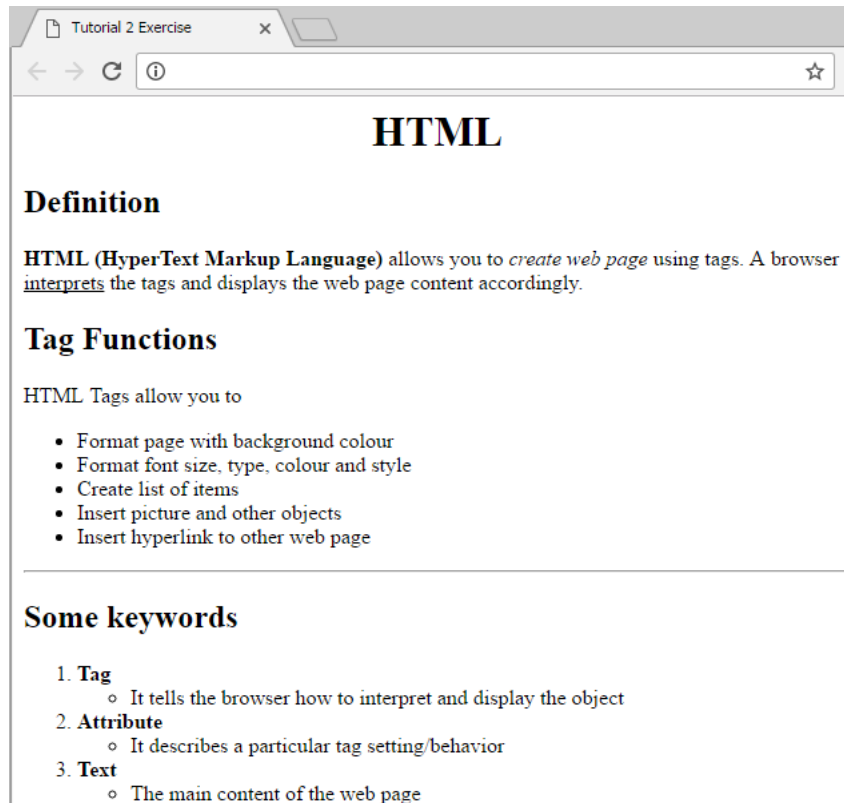 Tutorial 2 Exercise
HTML
Definition
HTML (HyperText Markup Language) allows you to create web page using tags. A browser
interprets the tags and displays the web page content accordingly.
Tag Functions
HTML Tags allow you to
• Format page with background colour
• Format font size, type, colour and style
• Create list of items
• Insert picture and other objects
• Insert hyperlink to other web page
Some keywords
1. Tag
◦ It tells the browser how to interpret and display the object
2. Attribute
◦ It describes a particular tag setting/behavior
3. Text
◦ The main content of the web page